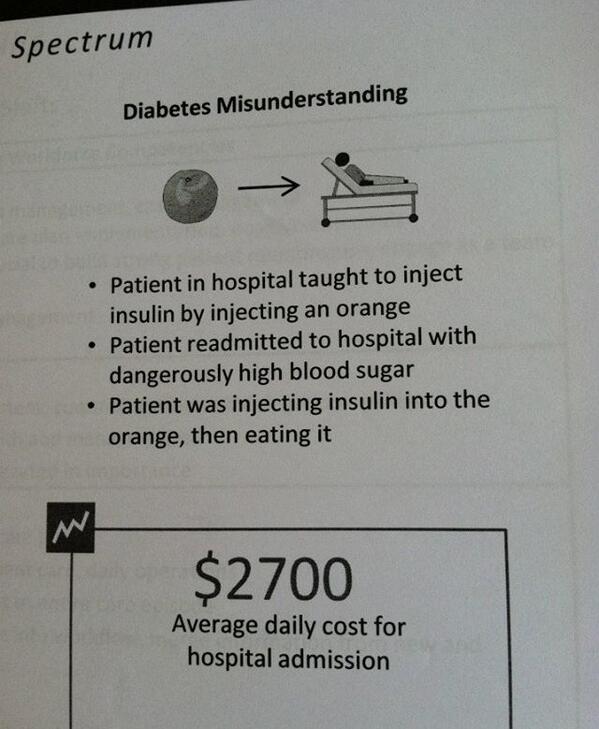 Spectrum
Diabetes Misunderstanding
• Patient in hospital taught to inject
insulin by injecting an orange
• Patient readmitted to hospital with
dangerously high blood sugar
• Patient was injecting insulin into the
orange, then eating it
$2700
Average daily cost for
hospital admission